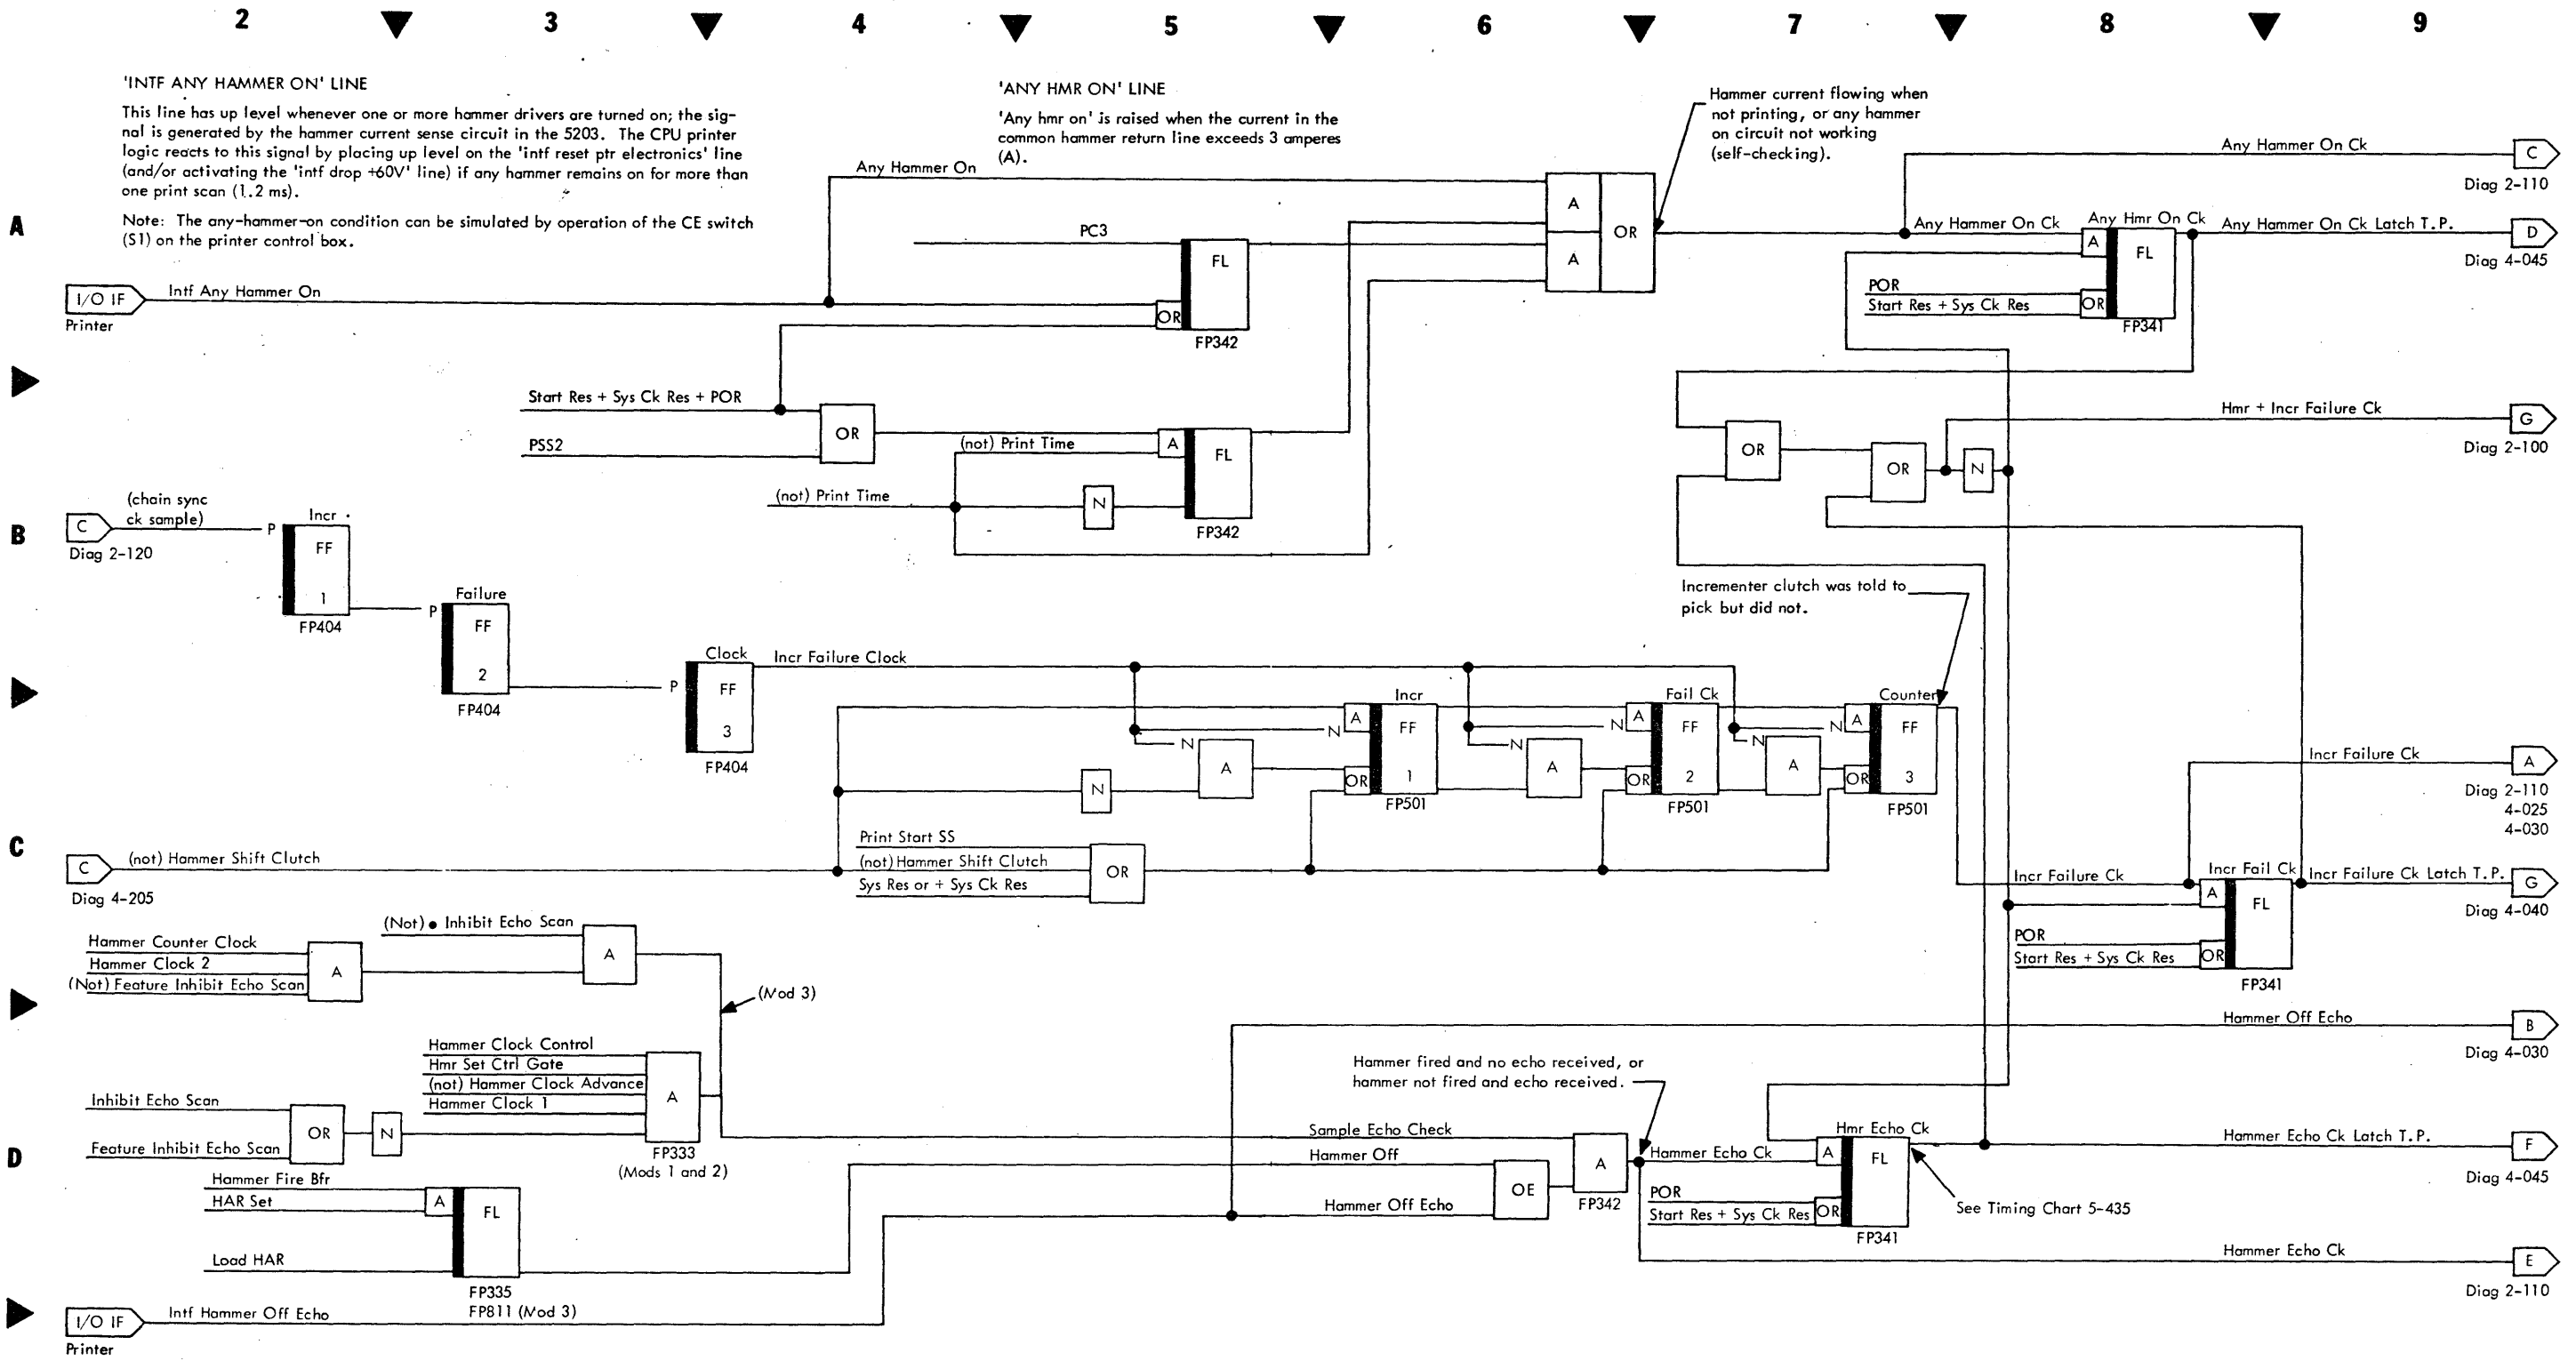 2 3 4 5 6 7 8 9
'INTF ANY HAMMER ON' LINE
This line has up level whenever one or more hammer drivers are turned on; the sig-
nal is generated by the hammer current sense circuit in the 5203. The CPU printer
logic reacts to this signal by placing up level on the 'intf reset ptr electronics' line
(and/or activating the 'intf drop +60V' line) if any hammer remains on for more than
one print scan (1.2 ms).
Note: The any-hammer-on condition can be simulated by operation of the CE switch
(S1) on the printer control box.
'ANY HMR ON' LINE
'Any hmr on' is raised when the current in the
common hammer return line exceeds 3 amperes
(A).
Hammer current flowing when
not printing, or any hammer
on circuit not working
(self-checking).
A
Any Hammer On
A
A
OR
PC3
FL
OR
FP342
I/O IF
Intf Any Hammer On
Printer
Any Hammer On Ck
C
Diag 2-110
Any Hammer On Ck
Any Hmr On Ck
A
FL
POR
Start Res + Sys Ck Res
OR
FP341
Any Hammer On Ck Latch T.P.
D
Diag 4-045
Start Res + Sys Ck Res + POR
PSS2
OR
(not) Print Time
A
FL
(not) Print Time
N
FP342
OR
OR
N
Hmr + Incr Failure Ck
G
Diag 2-100
B
C
(chain sync
ck sample)
Diag 2-120
P
Incr
FF
1
FP404
P
Failure
FF
2
FP404
P
Clock
FF
3
FP404
Incr Failure Clock
Incrementer clutch was told to
pick but did not.
N
N
A
N
A
Incr
FF
1
OR
FP501
N
N
A
A
Fail Ck
FF
2
OR
FP501
N
N
A
A
Counter
FF
3
OR
FP501
C
C
(not) Hammer Shift Clutch
Diag 4-205
Print Start SS
(not) Hammer Shift Clutch
Sys Res or + Sys Ck Res
OR
Incr Failure Ck
A
Diag 2-110
4-025
4-030
Incr Failure Ck
Incr Fail Ck
A
FL
POR
Start Res + Sys Ck Res
OR
FP341
Incr Failure Ck Latch T.P.
G
Diag 4-040
(Not) • Inhibit Echo Scan
A
Hammer Counter Clock
Hammer Clock 2
(Not) Feature Inhibit Echo Scan
A
(Mod 3)
Hammer Off Echo
B
Diag 4-030
D
Hammer Clock Control
Hmr Set Ctrl Gate
(not) Hammer Clock Advance
Hammer Clock 1
A
FP333
(Mods 1 and 2)
Inhibit Echo Scan
Feature Inhibit Echo Scan
OR
N
Hammer fired and no echo received, or
hammer not fired and echo received.
Sample Echo Check
Hammer Off
Hammer Off Echo
OE
A
FP342
Hammer Echo Ck
Hmr Echo Ck
A
FL
POR
Start Res + Sys Ck Res
OR
FP341
See Timing Chart 5-435
Hammer Echo Ck Latch T.P.
F
Diag 4-045
Hammer Echo Ck
E
Diag 2-110
Hammer Fire Bfr
HAR Set
A
FL
Load HAR
FP335
FP811 (Mod 3)
I/O IF
Intf Hammer Off Echo
Printer